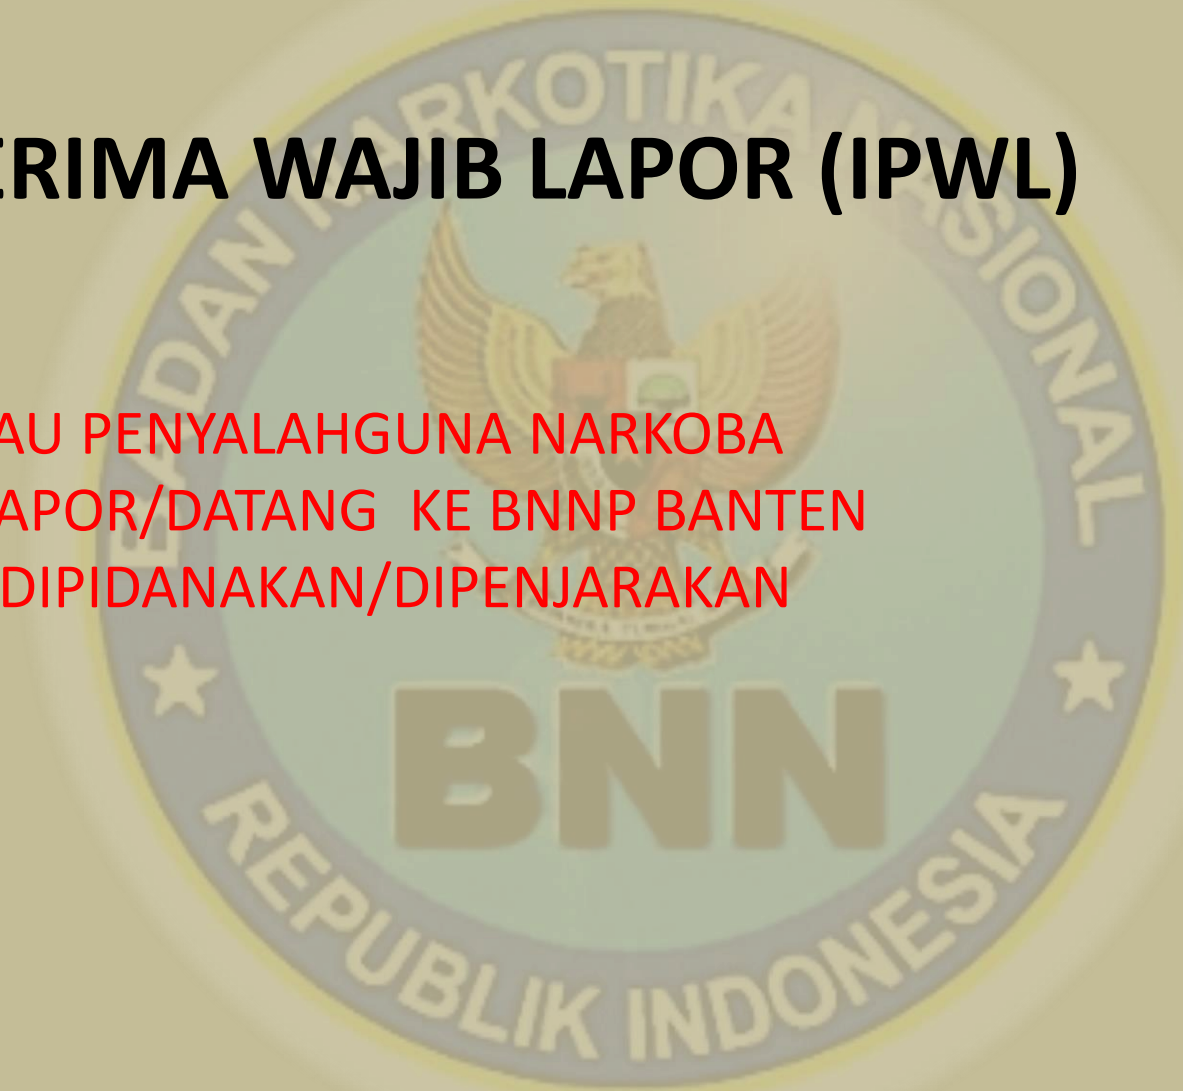 ERIMA WAJIB LAPOR (IPWL)
AU PENYALAHGUNA NARKOBA
APOR/DATANG KE BNNP BANTEN
DIPIDANAKAN/DIPENJARAKAN
BADAN NARKOTIKA NASIONAL
BNN
REPUBLIK INDONESIA